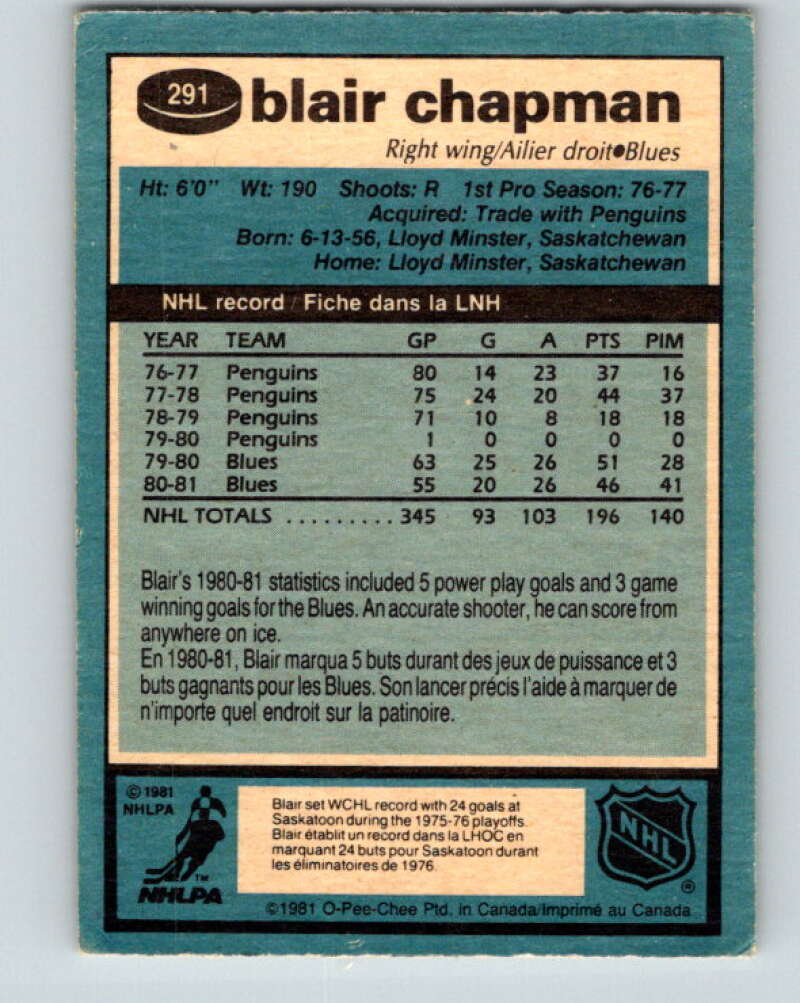 291 blair chapman
Right wing/Ailier droit•Blues
Ht: 6'0" Wt: 190 Shoots: R 1st Pro Season: 76-77
Acquired: Trade with Penguins
Born: 6-13-56, Lloyd Minster, Saskatchewan
Home: Lloyd Minster, Saskatchewan
NHL record / Fiche dans la LNH
YEAR TEAM GP G A PTS PIM
76-77 Penguins 80 14 23 37 16
77-78 Penguins 75 24 20 44 37
78-79 Penguins 71 10 8 18 18
79-80 Penguins 1 0 0 0 0
79-80 Blues 63 25 26 51 28
80-81 Blues 55 20 26 46 41
NHL TOTALS .......... 345 93 103 196 140
Blair's 1980-81 statistics included 5 power play goals and 3 game
winning goals for the Blues. An accurate shooter, he can score from
anywhere on ice.
En 1980-81, Blair marqua 5 buts durant des jeux de puissance et 3
buts gagnants pour les Blues. Son lancer précis l'aide à marquer de
n'importe quel endroit sur la patinoire.
© 1981
NHLPA
TM
NHLPA
Blair set WCHL record with 24 goals at
Saskatoon during the 1975-76 playoffs.
Blair établit un record dans la LHOC en
marquant 24 buts pour Saskatoon durant
les éliminatoires de 1976.
NHL
®
©1981 O-Pee-Chee Ptd. in Canada/Imprimé au Canada